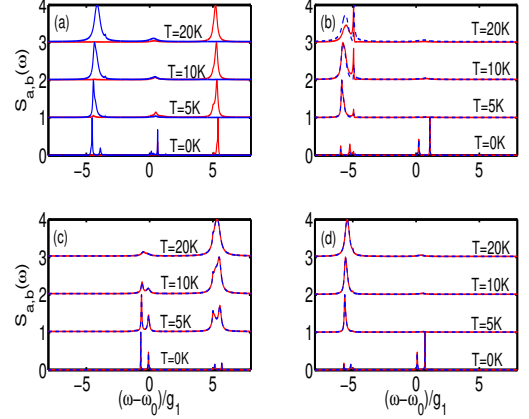 (a)
T=20K
T=10K
T=5K
T=0K
S_{a,b}(ω)
4
3
2
1
0
−5 0 5
(b)
T=20K
T=10K
T=5K
T=0K
4
3
2
1
0
−5 0 5
(c)
T=20K
T=10K
T=5K
T=0K
S_{a,b}(ω)
4
3
2
1
0
−5 0 5
(ω−ω_0)/g_1
(d)
T=20K
T=10K
T=5K
T=0K
4
3
2
1
0
−5 0 5
(ω−ω_0)/g_1